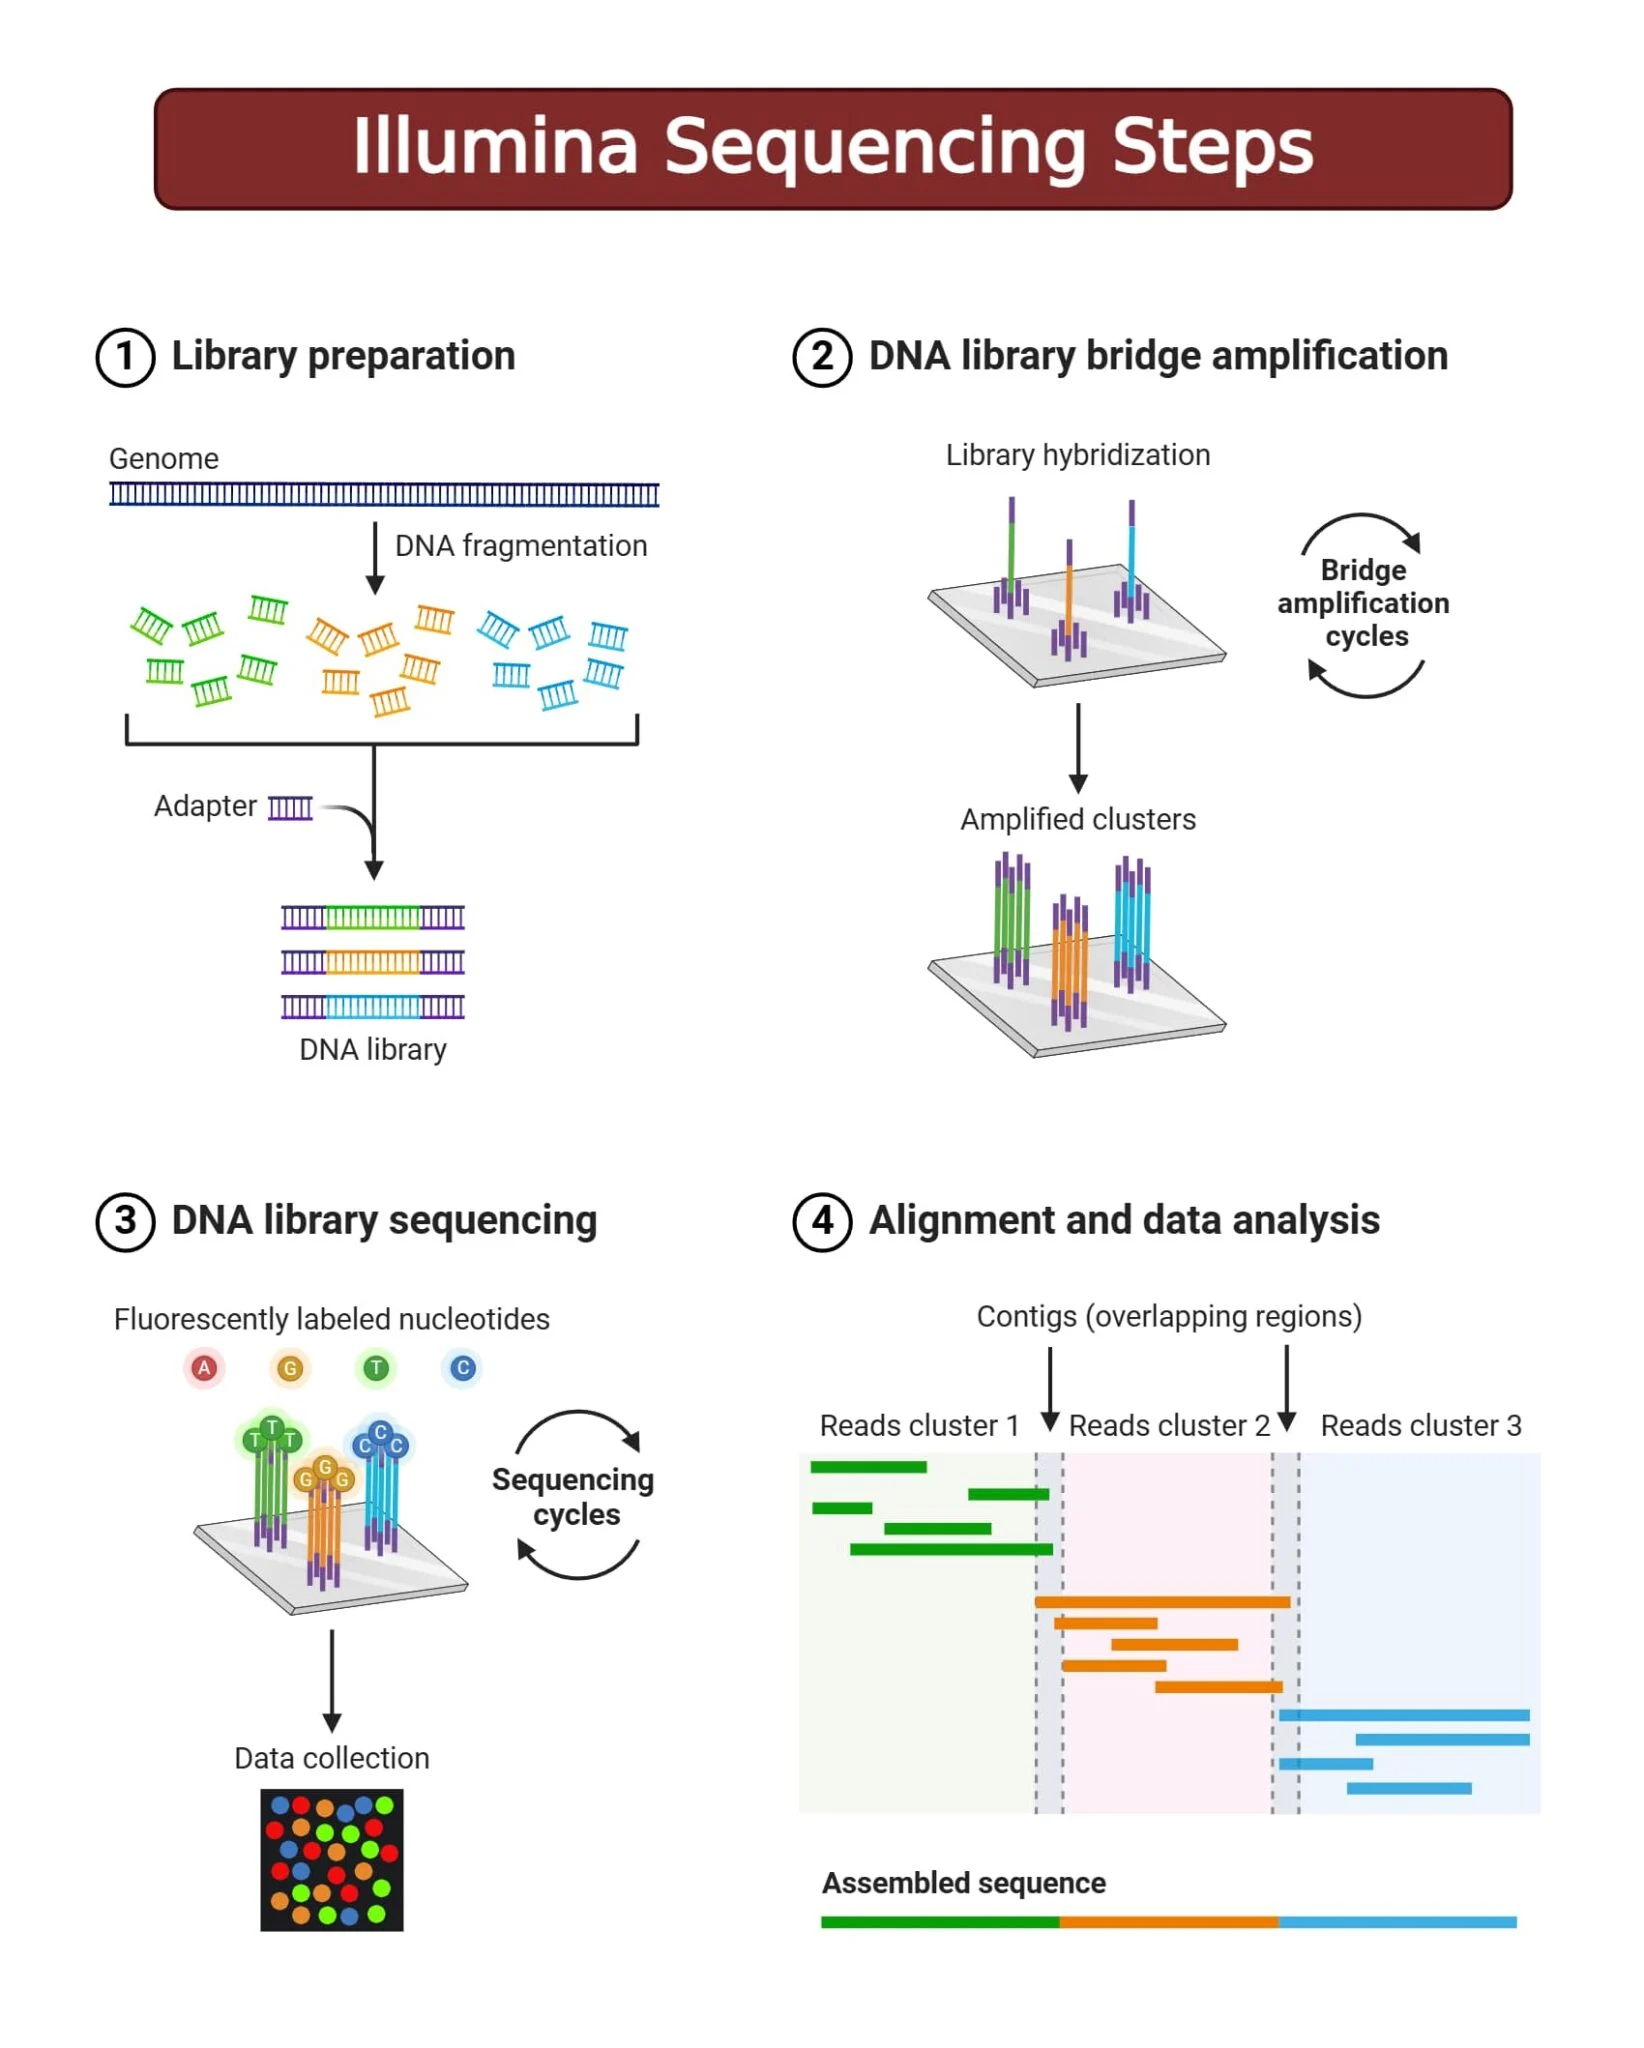 Illumina Sequencing Steps
1 Library preparation
Genome
DNA fragmentation
Adapter
DNA library
2 DNA library bridge amplification
Library hybridization
Bridge
amplification
cycles
Amplified clusters
3 DNA library sequencing
Fluorescently labeled nucleotides
A G T C
T T T
G G G
C C C
Sequencing
cycles
Data collection
4 Alignment and data analysis
Contigs (overlapping regions)
Reads cluster 1 Reads cluster 2 Reads cluster 3
Assembled sequence